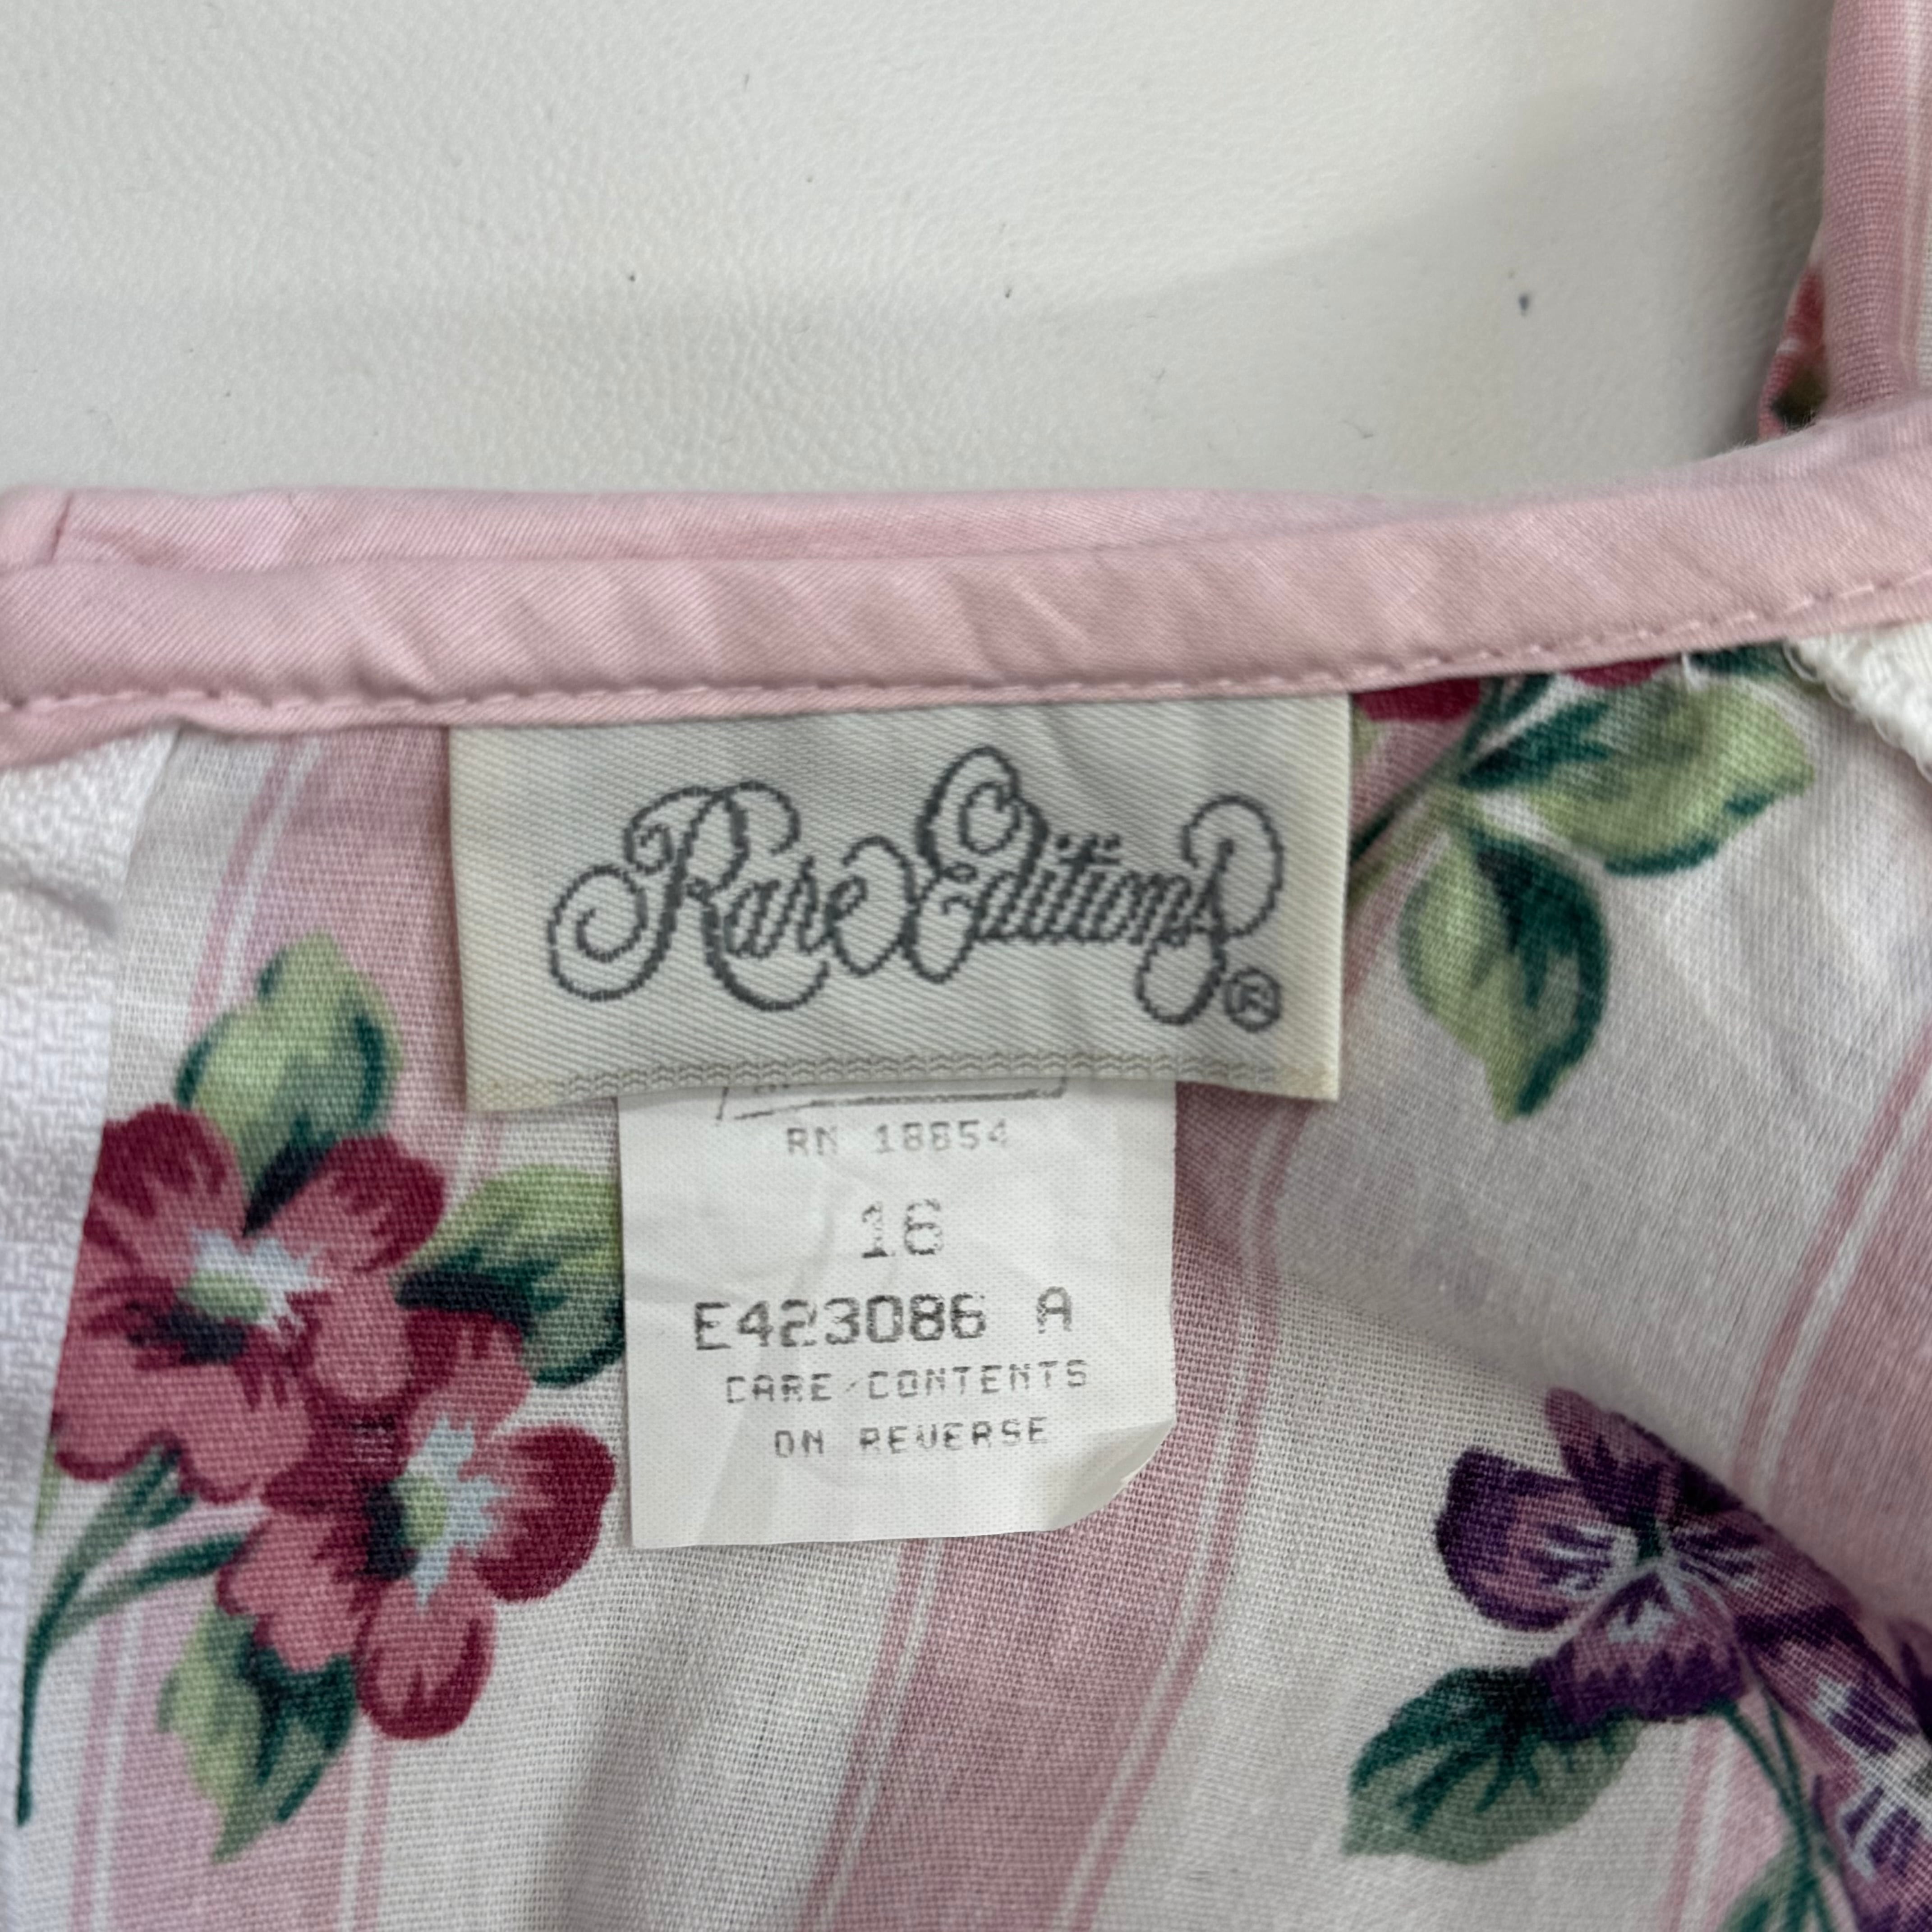 Rare Editions ®
RN 18854
16
E423086 A
CARE/CONTENTS
ON REVERSE